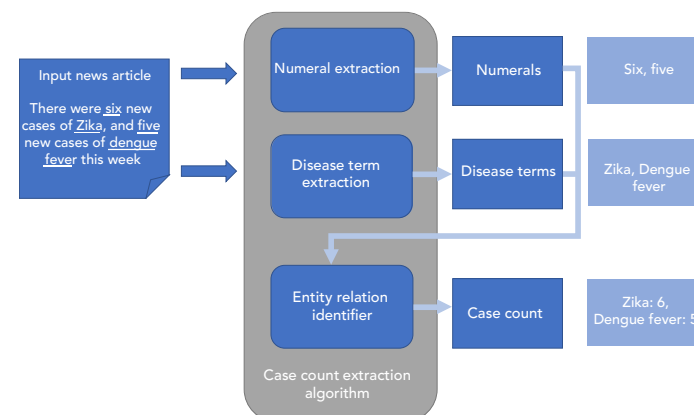 Input news article
There were six new
cases of Zika, and five
new cases of dengue
fever this week
Numeral extraction
Numerals
Six, five
Disease term
extraction
Disease terms
Zika, Dengue
fever
Entity relation
identifier
Case count
Zika: 6,
Dengue fever: 5
Case count extraction
algorithm